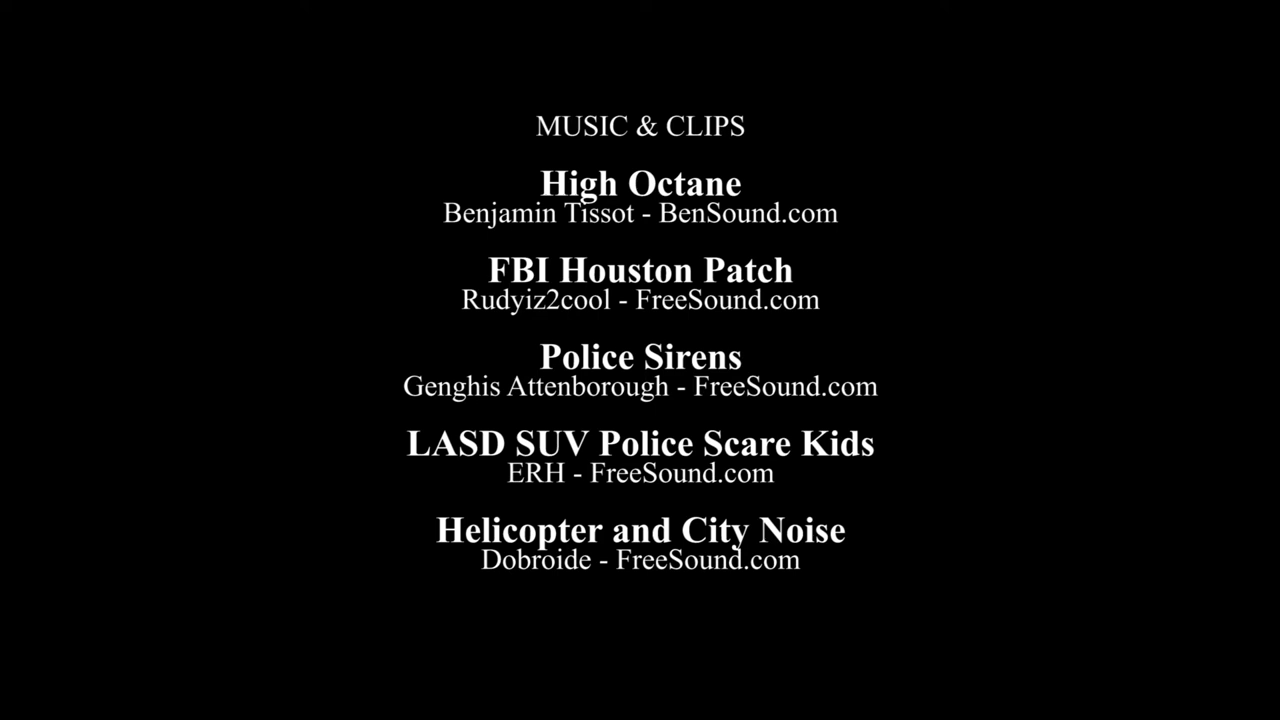 MUSIC & CLIPS
High Octane
Benjamin Tissot - BenSound.com
FBI Houston Patch
Rudyiz2cool - FreeSound.com
Police Sirens
Genghis Attenborough - FreeSound.com
LASD SUV Police Scare Kids
ERH - FreeSound.com
Helicopter and City Noise
Dobroide - FreeSound.com